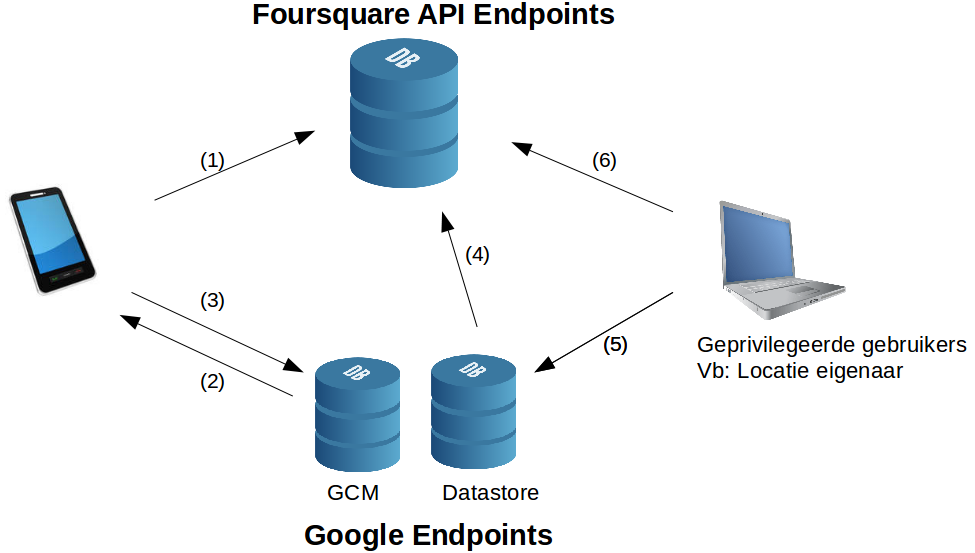 Foursquare API Endpoints
DB
(1)
(6)
(4)
(3)
(5)
(2)
Geprivilegeerde gebruikers
Vb: Locatie eigenaar
DB
DB
GCM
Datastore
Google Endpoints